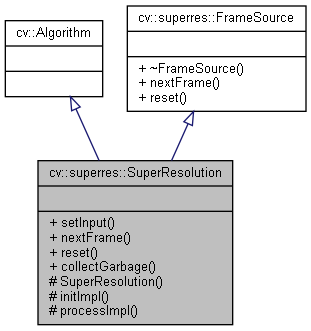 cv::superres::FrameSource
cv::Algorithm
+ ~FrameSource()
+ nextFrame()
+ reset()
cv::superres::SuperResolution
+ setInput()
+ nextFrame()
+ reset()
+ collectGarbage()
# SuperResolution()
# initImpl()
# processImpl()